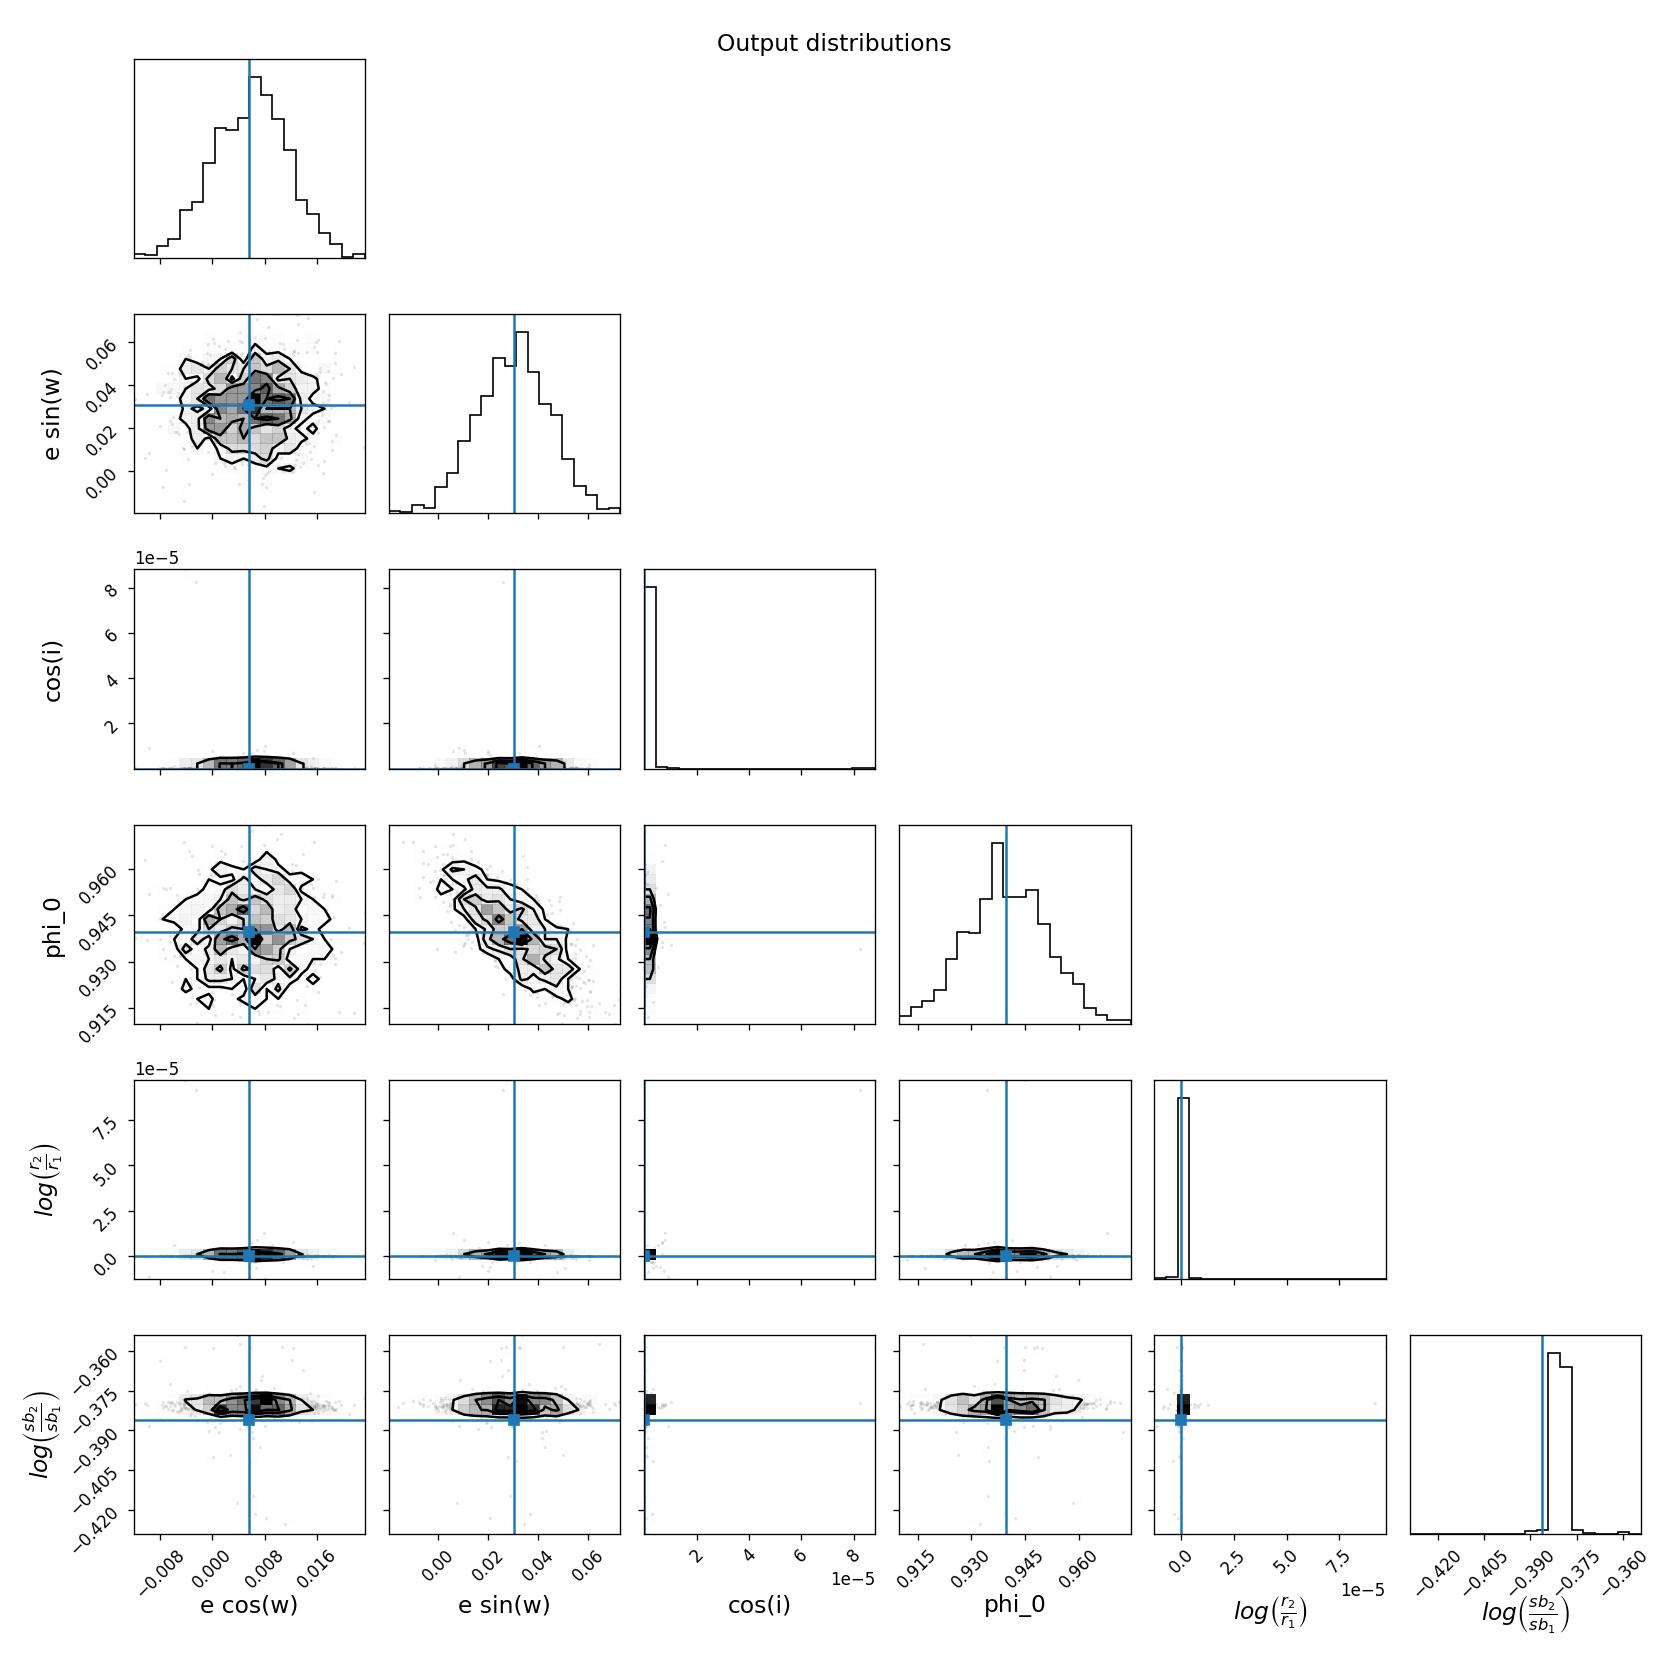 Output distributions
e sin(w)
0.06
0.04
0.02
0.00
1e−5
cos(i)
8
6
4
2
phi_0
0.960
0.945
0.930
0.915
1e−5
log(r2/r1)
7.5
5.0
2.5
0.0
log(sb2/sb1)
−0.360
−0.375
−0.390
−0.405
−0.420
−0.008 0.000 0.008 0.016
0.00 0.02 0.04 0.06
2 4 6 8
1e−5
0.915 0.930 0.945 0.960
0.0 2.5 5.0 7.5
1e−5
−0.420 −0.405 −0.390 −0.375 −0.360
e cos(w)
e sin(w)
cos(i)
phi_0
log(r2/r1)
log(sb2/sb1)